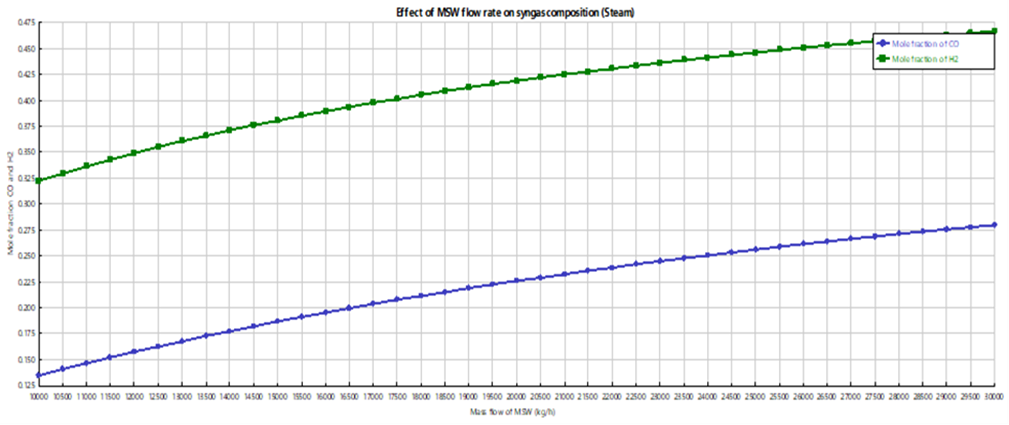 Effect of MSW flow rate on syngas composition (Steam)
Mole fraction CO and H2
0.475
0.450
0.425
0.400
0.375
0.350
0.325
0.300
0.275
0.250
0.225
0.200
0.175
0.150
0.125
Mole fraction of CO
Mole fraction of H2
10000 10500 11000 11500 12000 12500 13000 13500 14000 14500 15000 15500 16000 16500 17000 17500 18000 18500 19000 19500 20000 20500 21000 21500 22000 22500 23000 23500 24000 24500 25000 25500 26000 26500 27000 27500 28000 28500 29000 29500 30000
Mass flow of MSW (kg/h)